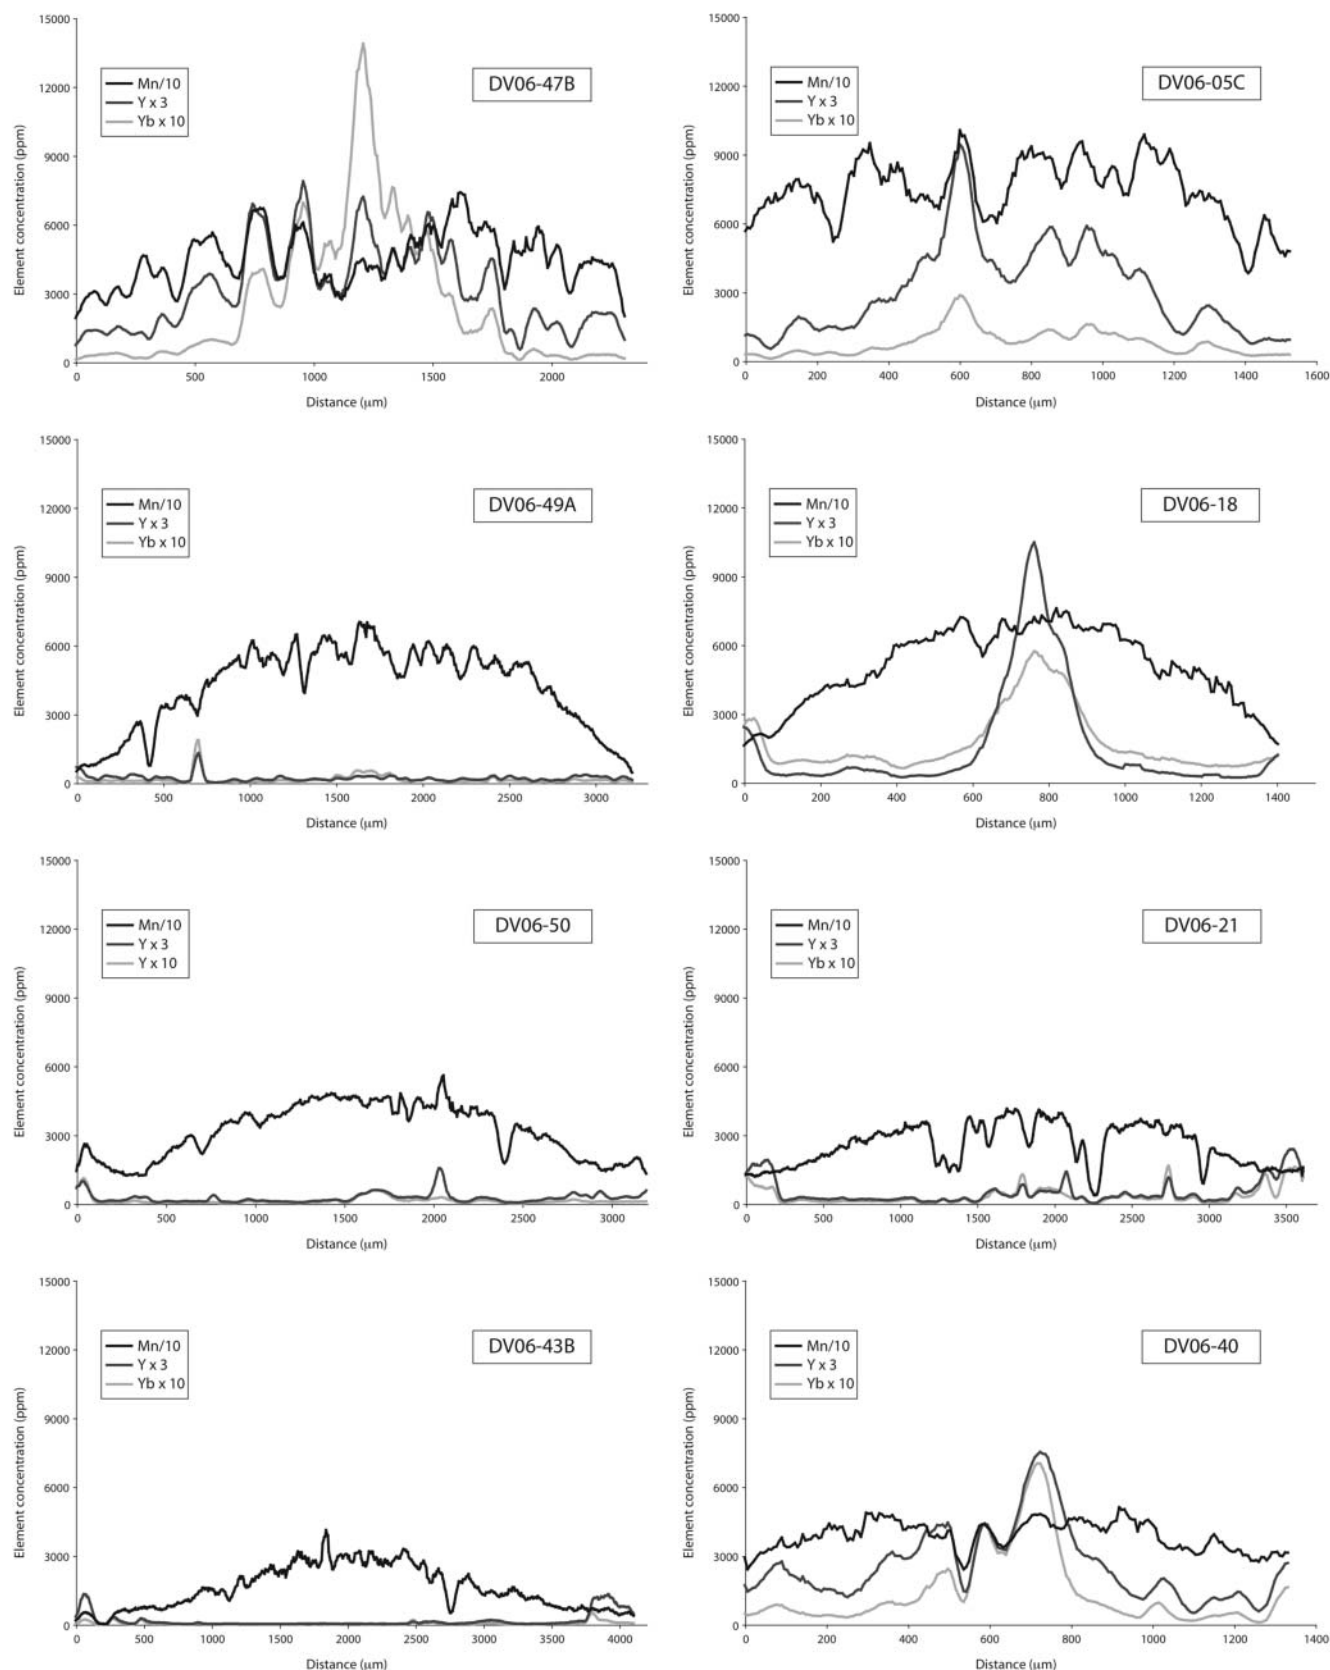 15000
12000
9000
6000
3000
0
Element concentration (ppm)
Mn/10
Y x 3
Yb x 10
DV06-47B
0 500 1000 1500 2000
Distance (μm)
15000
12000
9000
6000
3000
0
Element concentration (ppm)
Mn/10
Y x 3
Yb x 10
DV06-05C
0 200 400 600 800 1000 1200 1400 1600
Distance (μm)
15000
12000
9000
6000
3000
0
Element concentration (ppm)
Mn/10
Y x 3
Yb x 10
DV06-49A
0 500 1000 1500 2000 2500 3000
Distance (μm)
15000
12000
9000
6000
3000
0
Element concentration (ppm)
Mn/10
Y x 3
Yb x 10
DV06-18
0 200 400 600 800 1000 1200 1400
Distance (μm)
15000
12000
9000
6000
3000
0
Element concentration (ppm)
Mn/10
Y x 3
Y x 10
DV06-50
0 500 1000 1500 2000 2500 3000
Distance (μm)
15000
12000
9000
6000
3000
0
Element concentration (ppm)
Mn/10
Y x 3
Yb x 10
DV06-21
0 500 1000 1500 2000 2500 3000 3500
Distance (μm)
15000
12000
9000
6000
3000
0
Element concentration (ppm)
Mn/10
Y x 3
Yb x 10
DV06-43B
0 500 1000 1500 2000 2500 3000 3500 4000
Distance (μm)
15000
12000
9000
6000
3000
0
Element concentration (ppm)
Mn/10
Y x 3
Yb x 10
DV06-40
0 200 400 600 800 1000 1200 1400
Distance (μm)